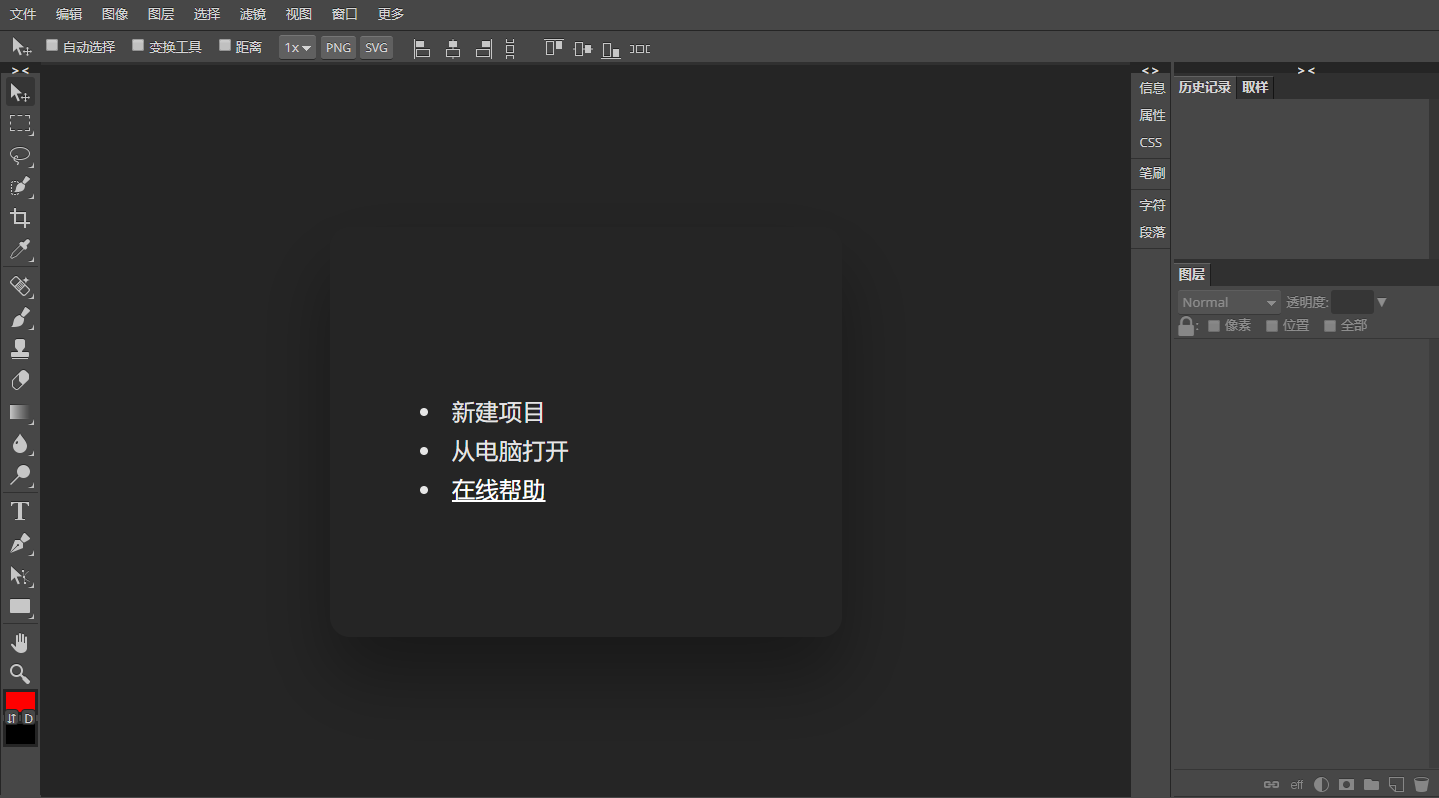 文件 编辑 图像 图层 选择 滤镜 视图 窗口 更多
自动选择 变换工具 距离 1x PNG SVG
> <
< >
> <
信息
属性
CSS
笔刷
字符
段落
历史记录 取样
新建项目
从电脑打开
在线帮助
图层
Normal 透明度:
: 像素 位置 全部
T
D
eff